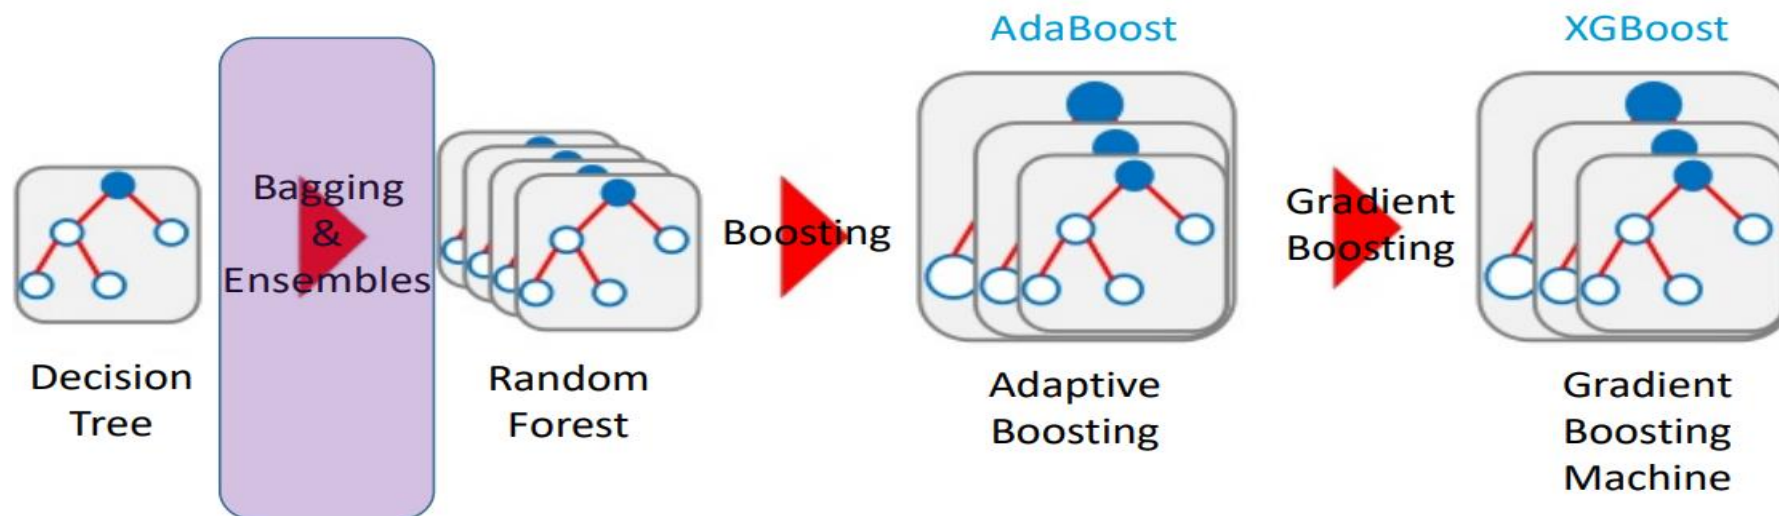 AdaBoost
XGBoost
Bagging
&
Ensembles
Boosting
Gradient
Boosting
Decision
Tree
Random
Forest
Adaptive
Boosting
Gradient
Boosting
Machine